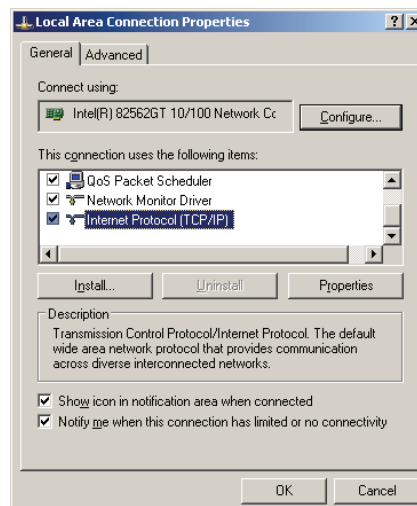 Local Area Connection Properties
General
Advanced
Connect using:
Intel(R) 82562GT 10/100 Network Cc
Configure...
This connection uses the following items:
QoS Packet Scheduler
Network Monitor Driver
Internet Protocol (TCP/IP)
Install...
Uninstall
Properties
Description
Transmission Control Protocol/Internet Protocol. The default
wide area network protocol that provides communication
across diverse interconnected networks.
Show icon in notification area when connected
Notify me when this connection has limited or no connectivity
OK
Cancel